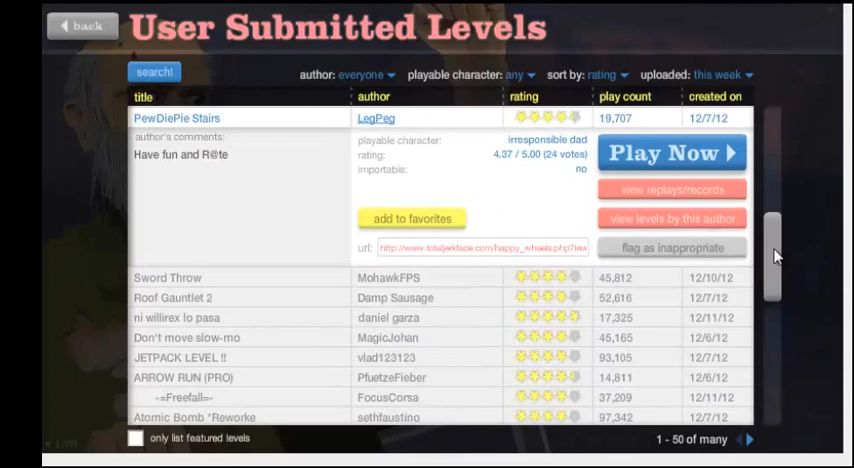 back
User Submitted Levels
search!
author: everyone playable character: any sort by: rating uploaded: this week
title author rating play count created on
PewDiePie Stairs LegPeg 19,707 12/7/12
author's comments:
Have fun and R@te
playable character: irresponsible dad
rating: 4.37 / 5.00 (24 votes)
importable: no
Play Now
view replays/records
add to favorites
view levels by this author
url: http://www.totaljerkface.com/happy_wheels.php?lev
flag as inappropriate
Sword Throw MohawkFPS 45,812 12/10/12
Roof Gauntlet 2 Damp Sausage 52,616 12/7/12
ni willirex lo pasa daniel garza 17,325 12/11/12
Don't move slow-mo MagicJohan 45,165 12/6/12
JETPACK LEVEL !! vlad123123 93,105 12/7/12
ARROW RUN (PRO) PfuetzeFieber 14,811 12/6/12
-=Freefall=- FocusCorsa 37,209 12/11/12
Atomic Bomb *Reworke sethfaustino 97,342 12/7/12
only list featured levels
1 - 50 of many